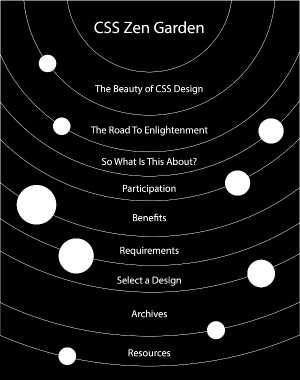 CSS Zen Garden
The Beauty of CSS Design
The Road To Enlightenment
So What Is This About?
Participation
Benefits
Requirements
Select a Design
Archives
Resources